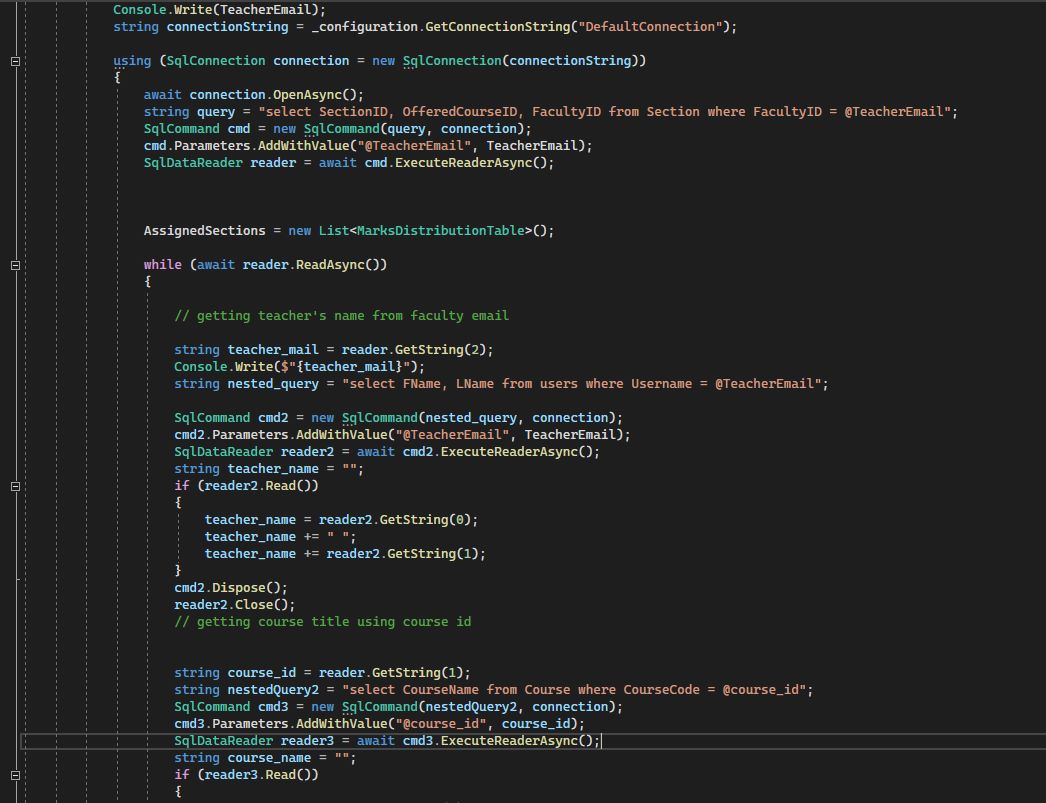 Console.Write(TeacherEmail);
string connectionString = _configuration.GetConnectionString("DefaultConnection");
using (SqlConnection connection = new SqlConnection(connectionString))
{
await connection.OpenAsync();
string query = "select SectionID, OfferedCourseID, FacultyID from Section where FacultyID = @TeacherEmail";
SqlCommand cmd = new SqlCommand(query, connection);
cmd.Parameters.AddWithValue("@TeacherEmail", TeacherEmail);
SqlDataReader reader = await cmd.ExecuteReaderAsync();
AssignedSections = new List<MarksDistributionTable>();
while (await reader.ReadAsync())
{
// getting teacher's name from faculty email
string teacher_mail = reader.GetString(2);
Console.Write($"{teacher_mail}");
string nested_query = "select FName, LName from users where Username = @TeacherEmail";
SqlCommand cmd2 = new SqlCommand(nested_query, connection);
cmd2.Parameters.AddWithValue("@TeacherEmail", TeacherEmail);
SqlDataReader reader2 = await cmd2.ExecuteReaderAsync();
string teacher_name = "";
if (reader2.Read())
{
teacher_name = reader2.GetString(0);
teacher_name += " ";
teacher_name += reader2.GetString(1);
}
cmd2.Dispose();
reader2.Close();
// getting course title using course id
string course_id = reader.GetString(1);
string nestedQuery2 = "select CourseName from Course where CourseCode = @course_id";
SqlCommand cmd3 = new SqlCommand(nestedQuery2, connection);
cmd3.Parameters.AddWithValue("@course_id", course_id);
SqlDataReader reader3 = await cmd3.ExecuteReaderAsync();
string course_name = "";
if (reader3.Read())
{